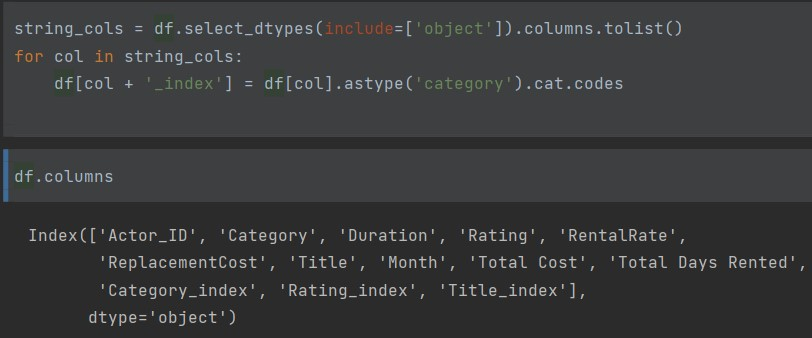 string_cols = df.select_dtypes(include=['object']).columns.tolist()
for col in string_cols:
    df[col + '_index'] = df[col].astype('category').cat.codes
df.columns
Index(['Actor_ID', 'Category', 'Duration', 'Rating', 'RentalRate',
       'ReplacementCost', 'Title', 'Month', 'Total Cost', 'Total Days Rented',
       'Category_index', 'Rating_index', 'Title_index'],
      dtype='object')